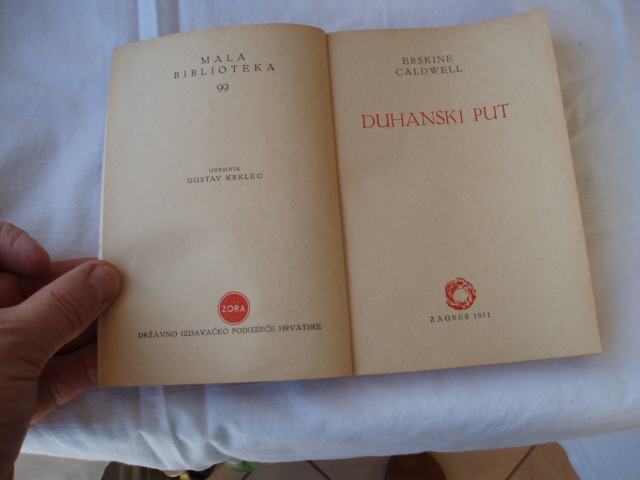 MALA
BIBLIOTEKA
99
UREDNIK
GUSTAV KRKLEC
ZORA
DRŽAVNO IZDAVAČKO PODUZEĆE HRVATSKE
ERSKINE
CALDWELL
DUHANSKI PUT
ZAGREB 1951